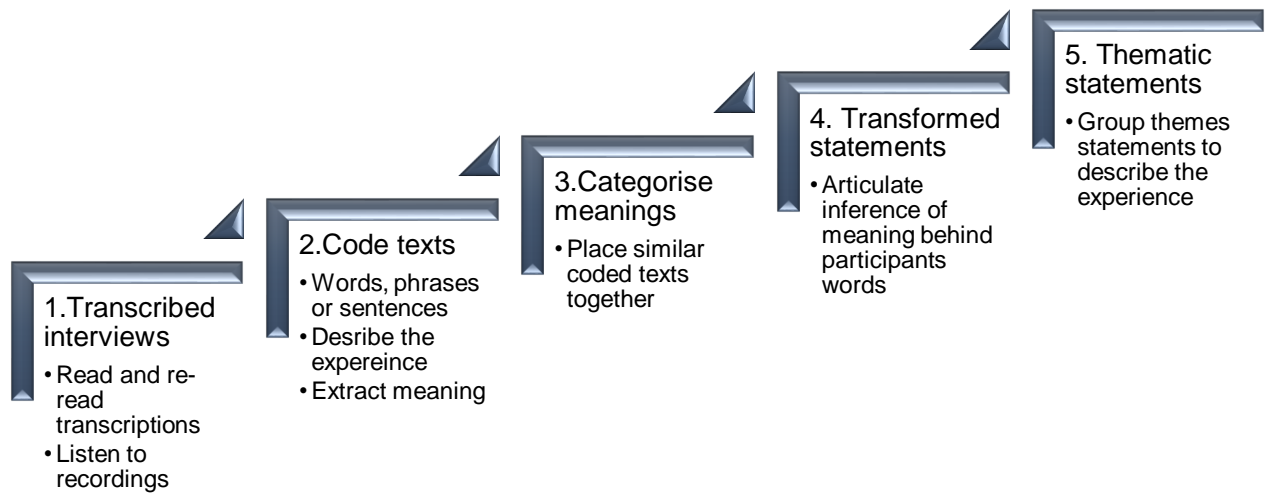 1.Transcribed
interviews
• Read and re-
read
transcriptions
• Listen to
recordings
2.Code texts
• Words, phrases
or sentences
• Desribe the
expereince
• Extract meaning
3.Categorise
meanings
• Place similar
coded texts
together
4. Transformed
statements
• Articulate
inference of
meaning behind
participants
words
5. Thematic
statements
• Group themes
statements to
describe the
experience